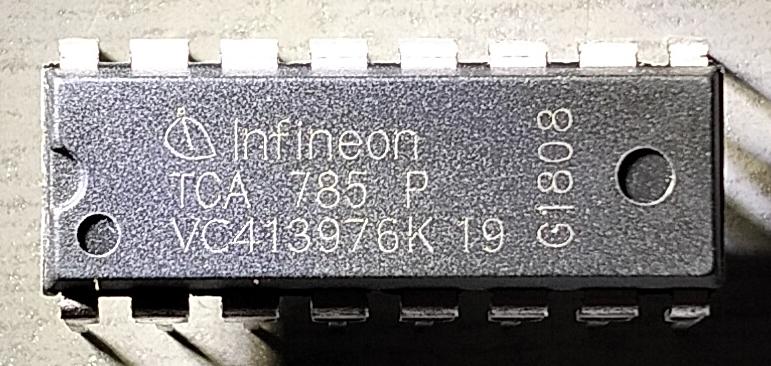 Infineon
TCA 785 P
VC413976K 19
G1808